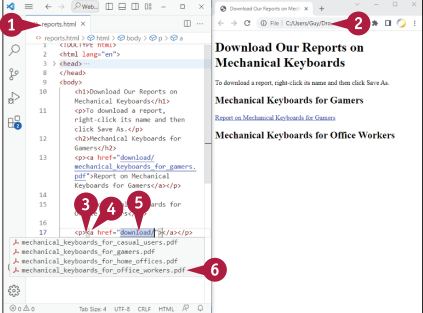 Web...
reports.html
reports.html > html > body > p > a
1 <!DOCTYPE html>
2 <html lang="en">
3 <head>...
8 </head>
9 <body>
10 <h1>Download Our Reports on
Mechanical Keyboards</h1>
11 <p>To download a report,
right-click its name and then
click Save As.</p>
12 <h2>Mechanical Keyboards for
Gamers</h2>
13 <p><a href="download/
mechanical_keyboards_for_gamers.
pdf">Report on Mechanical
Keyboards for Gamers</a></p>
14
for
16
17 <p><a href="download/"></a></p>
mechanical_keyboards_for_casual_users.pdf
mechanical_keyboards_for_gamers.pdf
mechanical_keyboards_for_home_offices.pdf
mechanical_keyboards_for_office_workers.pdf
0 0 Tab Size: 4 UTF-8 CRLF HTML
Download Our Reports on Mech
File C:/Users/Guy/Dro
Download Our Reports on
Mechanical Keyboards
To download a report, right-click its name and then click Save As.
Mechanical Keyboards for Gamers
Report on Mechanical Keyboards for Gamers
Mechanical Keyboards for Office Workers
1
2
3
4
5
6